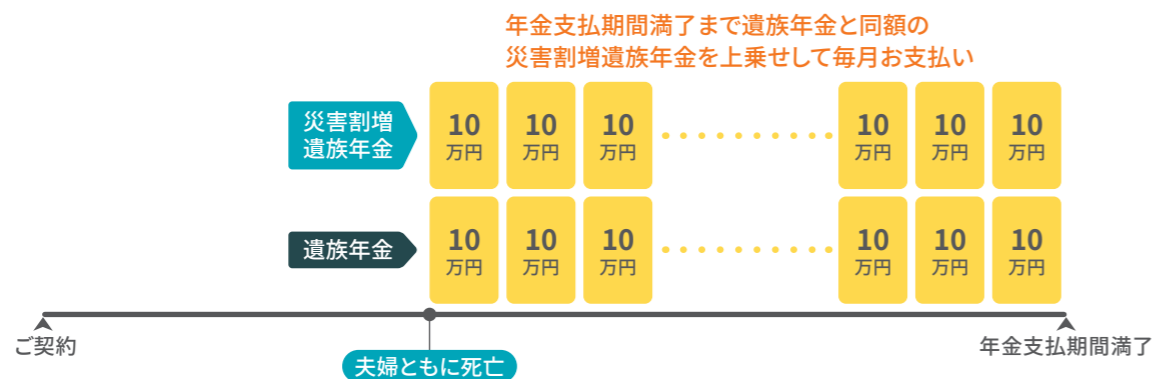 年金支払期間満了まで遺族年金と同額の
災害割増遺族年金を上乗せして毎月お支払い
災害割増
遺族年金
10 10 10 10 10 10
万円 万円 万円 万円 万円 万円
遺族年金
10 10 10 10 10 10
万円 万円 万円 万円 万円 万円
ご契約
年金支払期間満了
夫婦ともに死亡